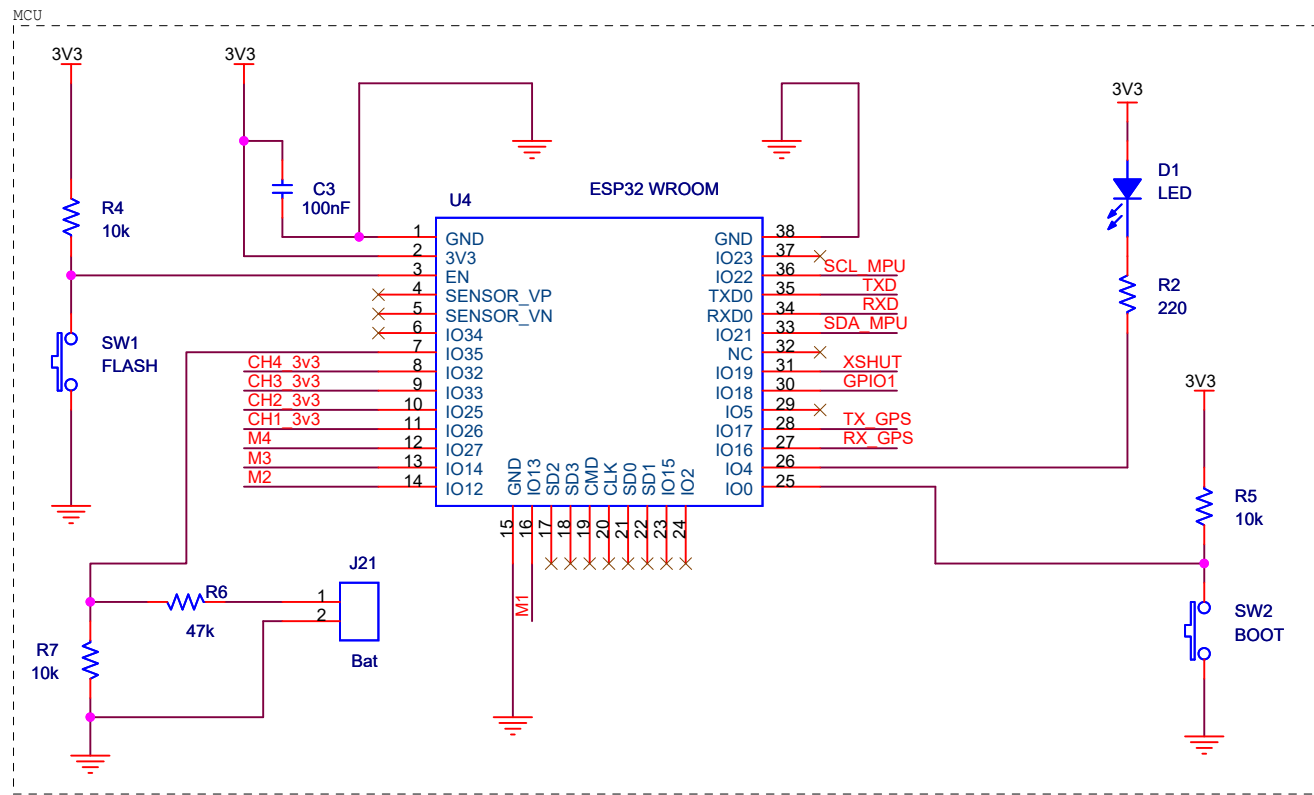 MCU
3V3
3V3
3V3
3V3
R4
10k
C3
100nF
SW1
FLASH
U4
ESP32 WROOM
D1
LED
R2
220
R5
10k
SW2
BOOT
1 GND
2 3V3
3 EN
4 SENSOR_VP
5 SENSOR_VN
6 IO34
7 IO35
CH4_3v3 8 IO32
CH3_3v3 9 IO33
CH2_3v3 10 IO25
CH1_3v3 11 IO26
M4 12 IO27
M3 13 IO14
M2 14 IO12
GND 38
IO23 37
IO22 36 SCL_MPU
TXD0 35 TXD
RXD0 34 RXD
IO21 33 SDA_MPU
NC 32
IO19 31 XSHUT
IO18 30 GPIO1
IO5 29
IO17 28 TX_GPS
IO16 27 RX_GPS
IO4 26
IO0 25
GND 15
IO13 16 M1
SD2 17
SD3 18
CMD 19
CLK 20
SD0 21
SD1 22
IO15 23
IO2 24
J21
1
2
Bat
R6
47k
R7
10k